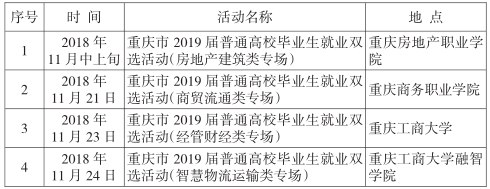 序号 时 间 活动名称 地 点
1 2018 年 11 月中上旬 重庆市 2019 届普通高校毕业生就业双选活动(房地产建筑类专场) 重庆房地产职业学院
2 2018 年 11 月 21 日 重庆市 2019 届普通高校毕业生就业双选活动(商贸流通类专场) 重庆商务职业学院
3 2018 年 11 月 23 日 重庆市 2019 届普通高校毕业生就业双选活动(经管财经类专场) 重庆工商大学
4 2018 年 11 月 24 日 重庆市 2019 届普通高校毕业生就业双选活动(智慧物流运输类专场) 重庆工商大学融智学院